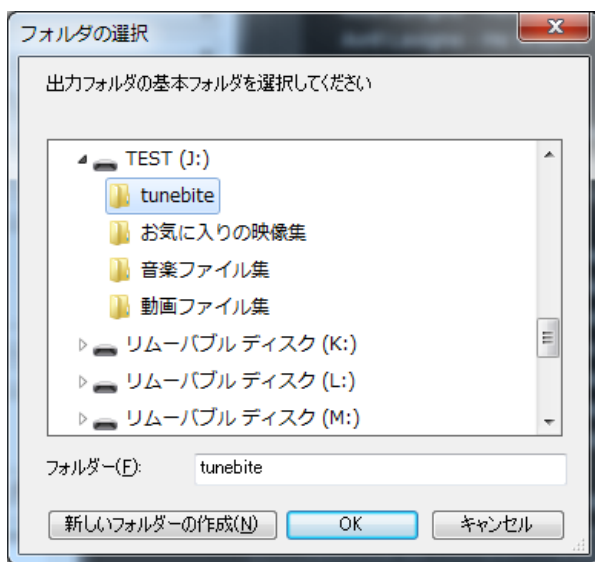 フォルダの選択
出力フォルダの基本フォルダを選択してください
TEST (J:)
tunebite
お気に入りの映像集
音楽ファイル集
動画ファイル集
リムーバブル ディスク (K:)
リムーバブル ディスク (L:)
リムーバブル ディスク (M:)
フォルダー(F): tunebite
新しいフォルダーの作成(N) OK キャンセル